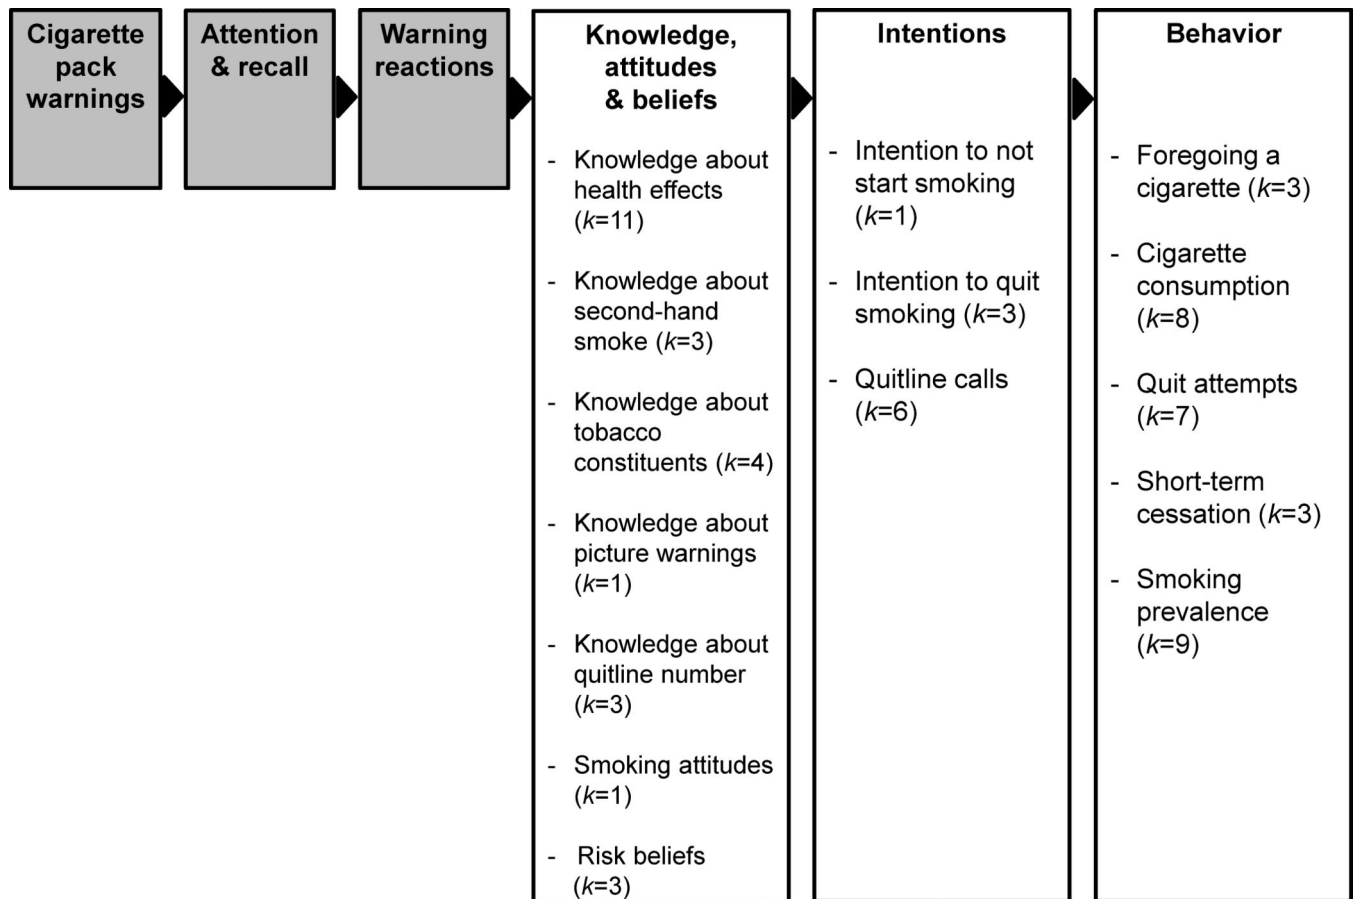 Cigarette
pack
warnings
Attention
& recall
Warning
reactions
Knowledge,
attitudes
& beliefs
- Knowledge about
health effects
(k=11)
- Knowledge about
second-hand
smoke (k=3)
- Knowledge about
tobacco
constituents (k=4)
- Knowledge about
picture warnings
(k=1)
- Knowledge about
quitline number
(k=3)
- Smoking attitudes
(k=1)
- Risk beliefs
(k=3)
Intentions
- Intention to not
start smoking
(k=1)
- Intention to quit
smoking (k=3)
- Quitline calls
(k=6)
Behavior
- Foregoing a
cigarette (k=3)
- Cigarette
consumption
(k=8)
- Quit attempts
(k=7)
- Short-term
cessation (k=3)
- Smoking
prevalence
(k=9)